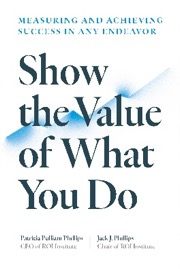 MEASURING AND ACHIEVING
SUCCESS IN ANY ENDEAVOR
Show
the Value
of What
You Do
Patricia Pulliam Phillips
CEO of ROI Institute
Jack J. Phillips
Chair of ROI Institute